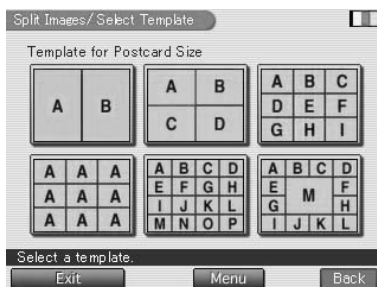 Split Images/Select Template
Template for Postcard Size
A B
A B
C D
A B C
D E F
G H I
A A A
A A A
A A A
A B C D
E F G H
I J K L
M N O P
A B C D
E M F
G H
I J K L
Select a template.
Exit Menu Back